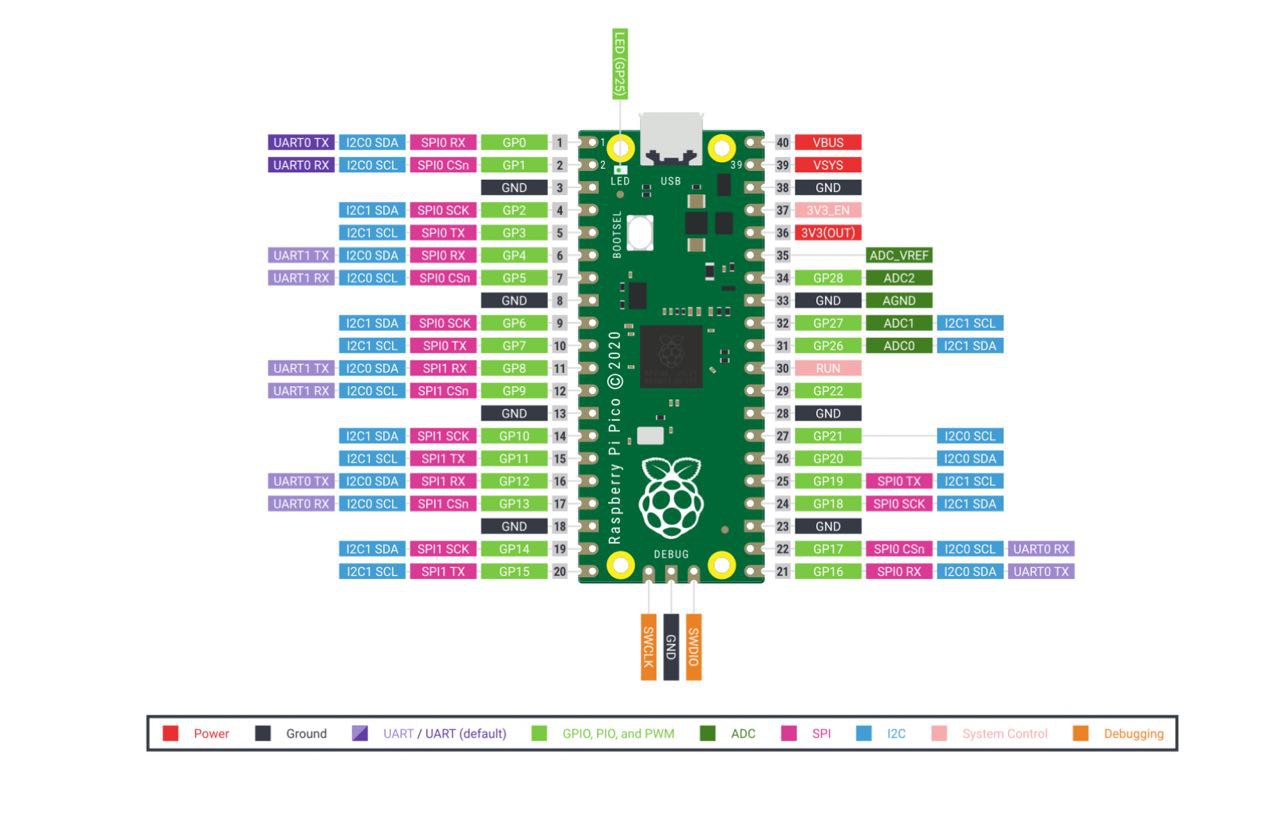 LED (GP25)
UART0 TX I2C0 SDA SPI0 RX GP0 1 1 40 VBUS
UART0 RX I2C0 SCL SPI0 CSn GP1 2 2 39 39 VSYS
LED USB
GND 3 38 GND
I2C1 SDA SPI0 SCK GP2 4 37 3V3_EN
I2C1 SCL SPI0 TX GP3 5 BOOTSEL 36 3V3(OUT)
UART1 TX I2C0 SDA SPI0 RX GP4 6 35 ADC_VREF
UART1 RX I2C0 SCL SPI0 CSn GP5 7 34 GP28 ADC2
GND 8 33 GND AGND
I2C1 SDA SPI0 SCK GP6 9 32 GP27 ADC1 I2C1 SCL
I2C1 SCL SPI0 TX GP7 10 31 GP26 ADC0 I2C1 SDA
UART1 TX I2C0 SDA SPI1 RX GP8 11 30 RUN
UART1 RX I2C0 SCL SPI1 CSn GP9 12 29 GP22
GND 13 28 GND
I2C1 SDA SPI1 SCK GP10 14 27 GP21 I2C0 SCL
I2C1 SCL SPI1 TX GP11 15 26 GP20 I2C0 SDA
UART0 TX I2C0 SDA SPI1 RX GP12 16 25 GP19 SPI0 TX I2C1 SCL
UART0 RX I2C0 SCL SPI1 CSn GP13 17 24 GP18 SPI0 SCK I2C1 SDA
GND 18 23 GND
I2C1 SDA SPI1 SCK GP14 19 22 GP17 SPI0 CSn I2C0 SCL UART0 RX
I2C1 SCL SPI1 TX GP15 20 21 GP16 SPI0 RX I2C0 SDA UART0 TX
Raspberry Pi Pico ©2020
DEBUG
SWCLK GND SWDIO
Power Ground UART / UART (default) GPIO, PIO, and PWM ADC SPI I2C System Control Debugging